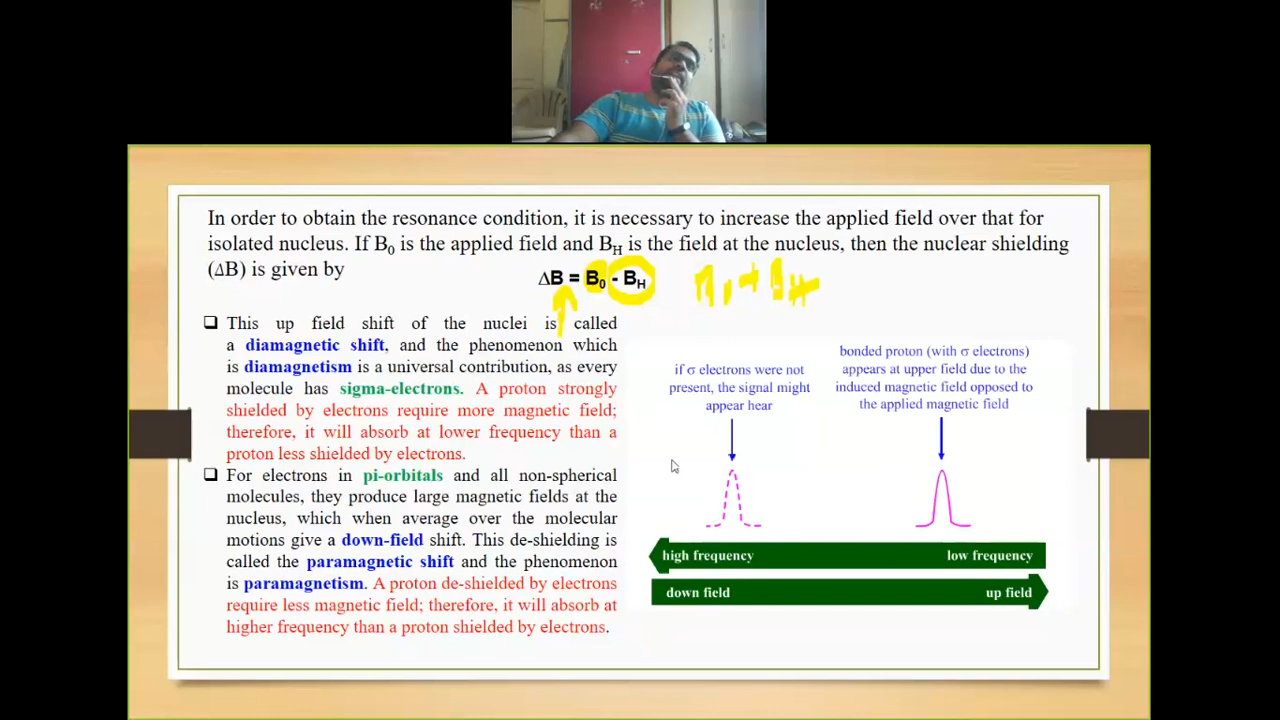 In order to obtain the resonance condition, it is necessary to increase the applied field over that for
isolated nucleus. If B₀ is the applied field and B_H is the field at the nucleus, then the nuclear shielding
(ΔB) is given by
ΔB = B₀ - B_H
❑ This up field shift of the nuclei is called
a diamagnetic shift, and the phenomenon which
is diamagnetism is a universal contribution, as every
molecule has sigma-electrons. A proton strongly
shielded by electrons require more magnetic field;
therefore, it will absorb at lower frequency than a
proton less shielded by electrons.
❑ For electrons in pi-orbitals and all non-spherical
molecules, they produce large magnetic fields at the
nucleus, which when average over the molecular
motions give a down-field shift. This de-shielding is
called the paramagnetic shift and the phenomenon
is paramagnetism. A proton de-shielded by electrons
require less magnetic field; therefore, it will absorb at
higher frequency than a proton shielded by electrons.
if σ electrons were not
present, the signal might
appear hear
bonded proton (with σ electrons)
appears at upper field due to the
induced magnetic field opposed to
the applied magnetic field
high frequency low frequency
down field up field